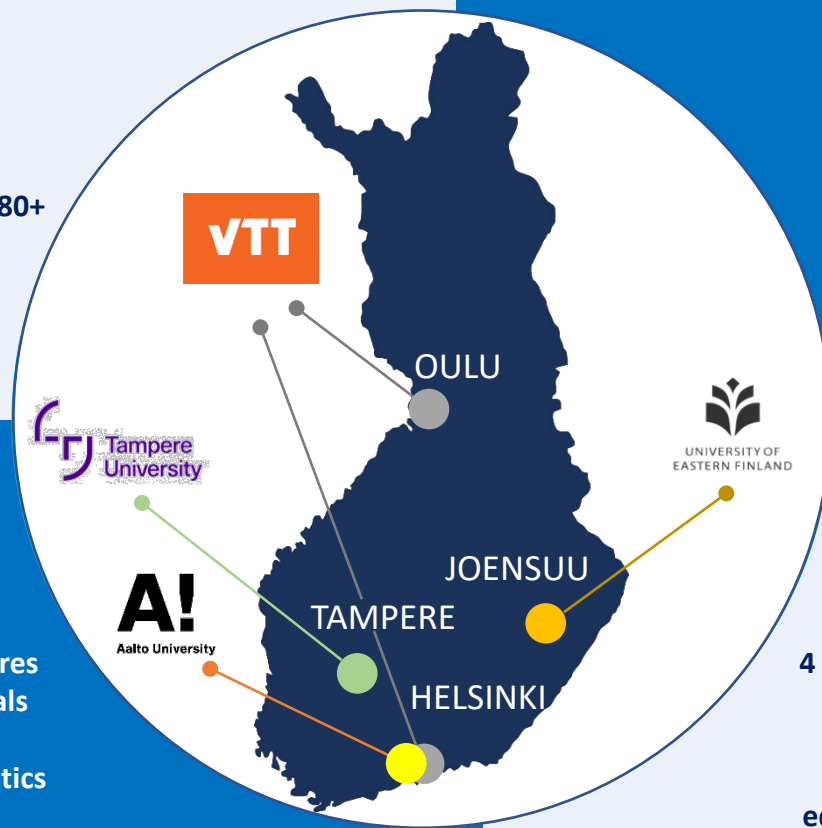 80+
VTT
OULU
UNIVERSITY OF
EASTERN FINLAND
Tampere
University
JOENSUU
A!
Aalto University
TAMPERE
HELSINKI
res
als
tics
4
ec